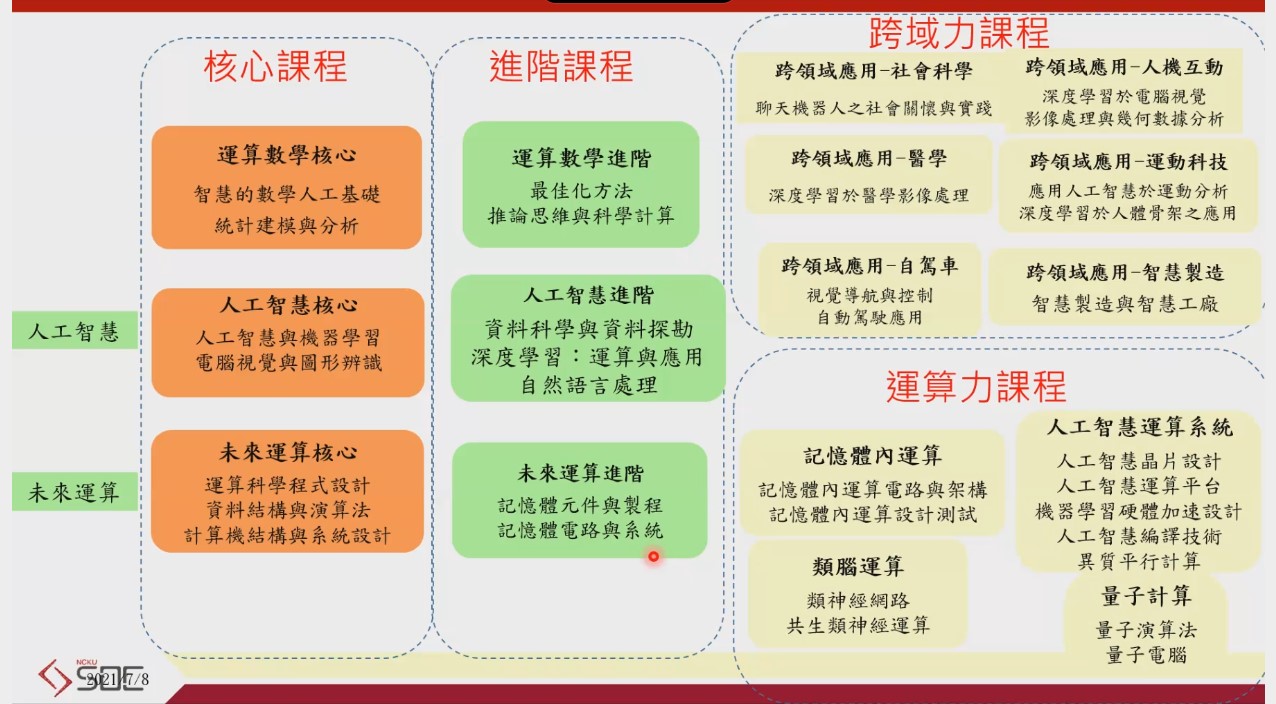 核心課程
運算數學核心
智慧的數學人工基礎
統計建模與分析
人工智慧核心
人工智慧與機器學習
電腦視覺與圖形辨識
未來運算核心
運算科學程式設計
資料結構與演算法
計算機結構與系統設計
人工智慧
未來運算
進階課程
運算數學進階
最佳化方法
推論思維與科學計算
人工智慧進階
資料科學與資料探勘
深度學習：運算與應用
自然語言處理
未來運算進階
記憶體元件與製程
記憶體電路與系統
跨域力課程
跨領域應用-社會科學
聊天機器人之社會關懷與實踐
跨領域應用-人機互動
深度學習於電腦視覺
影像處理與幾何數據分析
跨領域應用-醫學
深度學習於醫學影像處理
跨領域應用-運動科技
應用人工智慧於運動分析
深度學習於人體骨架之應用
跨領域應用-自駕車
視覺導航與控制
自動駕駛應用
跨領域應用-智慧製造
智慧製造與智慧工廠
運算力課程
記憶體內運算
記憶體內運算電路與架構
記憶體內運算設計測試
人工智慧運算系統
人工智慧晶片設計
人工智慧運算平台
機器學習硬體加速設計
人工智慧編譯技術
異質平行計算
類腦運算
類神經網路
共生類神經運算
量子計算
量子演算法
量子電腦
NCKU
2021/7/8